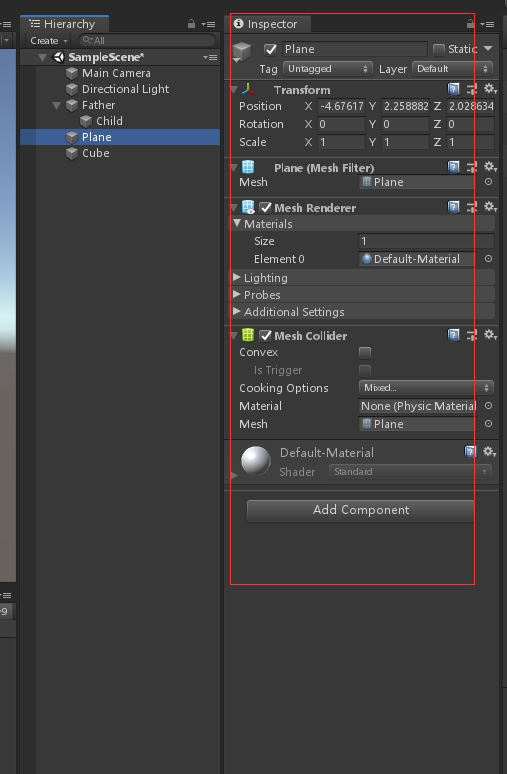 Hierarchy
Create
All
SampleScene*
Main Camera
Directional Light
Father
Child
Plane
Cube
9
Inspector
Plane
Static
Tag Untagged Layer Default
Transform
Position X -4.67617 Y 2.258882 Z 2.028634
Rotation X 0 Y 0 Z 0
Scale X 1 Y 1 Z 1
Plane (Mesh Filter)
Mesh Plane
Mesh Renderer
Materials
Size 1
Element 0 Default-Material
Lighting
Probes
Additional Settings
Mesh Collider
Convex
Is Trigger
Cooking Options Mixed...
Material None (Physic Material
Mesh Plane
Default-Material
Shader Standard
Add Component